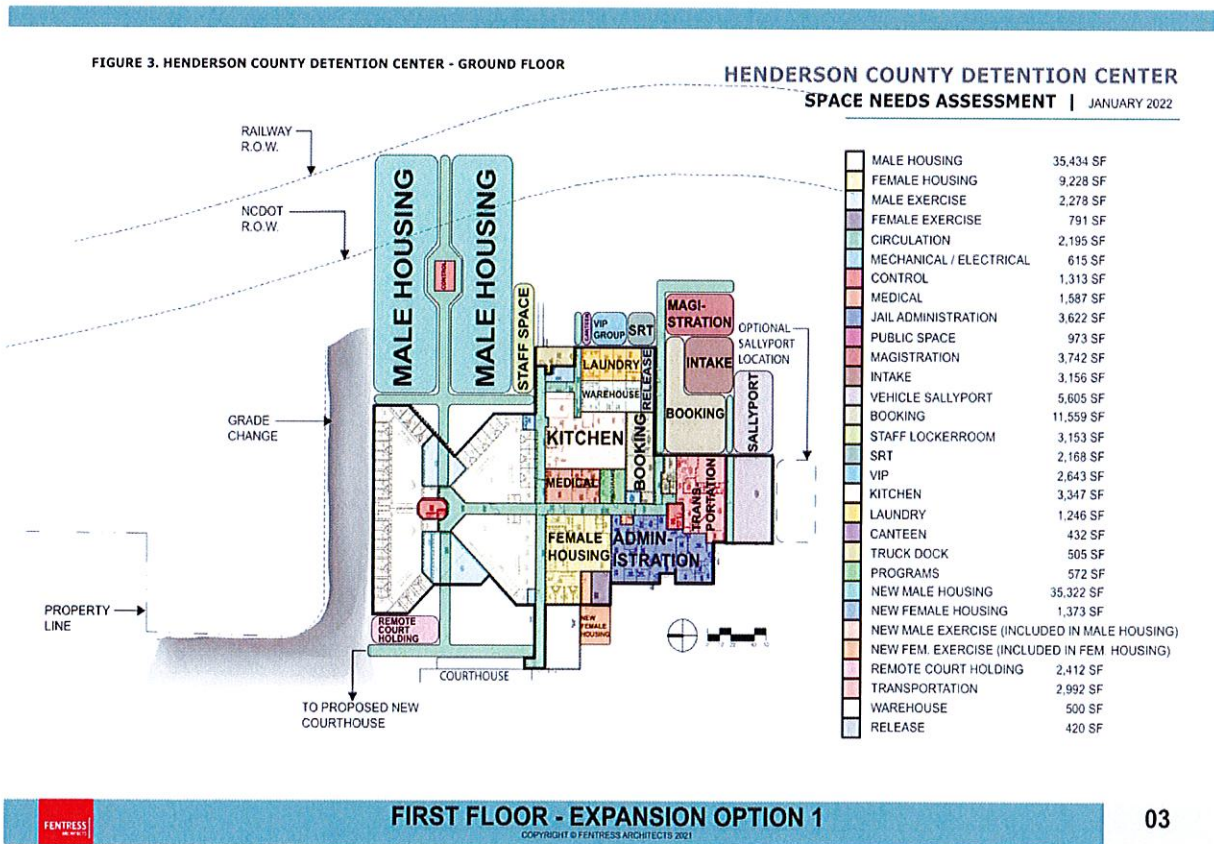 FIGURE 3. HENDERSON COUNTY DETENTION CENTER - GROUND FLOOR
HENDERSON COUNTY DETENTION CENTER
SPACE NEEDS ASSESSMENT | JANUARY 2022
RAILWAY
R.O.W.
NCDOT
R.O.W.
GRADE
CHANGE
PROPERTY
LINE
TO PROPOSED NEW
COURTHOUSE
MALE HOUSING
CONTROL
MALE HOUSING
STAFF SPACE
CANTEEN
VIP
GROUP
SRT
MAGI-
STRATION
OPTIONAL
SALLYPORT
LOCATION
LAUNDRY
RELEASE
INTAKE
WAREHOUSE
BOOKING
SALLYPORT
KITCHEN
BOOKING
MEDICAL
TRANS-
PORTATION
FEMALE
HOUSING
ADMIN-
ISTRATION
REMOTE
COURT
HOLDING
NEW
FEMALE
HOUSING
COURTHOUSE
MALE HOUSING 35,434 SF
FEMALE HOUSING 9,228 SF
MALE EXERCISE 2,278 SF
FEMALE EXERCISE 791 SF
CIRCULATION 2,195 SF
MECHANICAL / ELECTRICAL 615 SF
CONTROL 1,313 SF
MEDICAL 1,587 SF
JAIL ADMINISTRATION 3,622 SF
PUBLIC SPACE 973 SF
MAGISTRATION 3,742 SF
INTAKE 3,156 SF
VEHICLE SALLYPORT 5,605 SF
BOOKING 11,559 SF
STAFF LOCKERROOM 3,153 SF
SRT 2,168 SF
VIP 2,643 SF
KITCHEN 3,347 SF
LAUNDRY 1,246 SF
CANTEEN 432 SF
TRUCK DOCK 505 SF
PROGRAMS 572 SF
NEW MALE HOUSING 35,322 SF
NEW FEMALE HOUSING 1,373 SF
NEW MALE EXERCISE (INCLUDED IN MALE HOUSING)
NEW FEM. EXERCISE (INCLUDED IN FEM. HOUSING)
REMOTE COURT HOLDING 2,412 SF
TRANSPORTATION 2,992 SF
WAREHOUSE 500 SF
RELEASE 420 SF
FENTRESS
ARCHITECTS
FIRST FLOOR - EXPANSION OPTION 1
COPYRIGHT © FENTRESS ARCHITECTS 2021
03